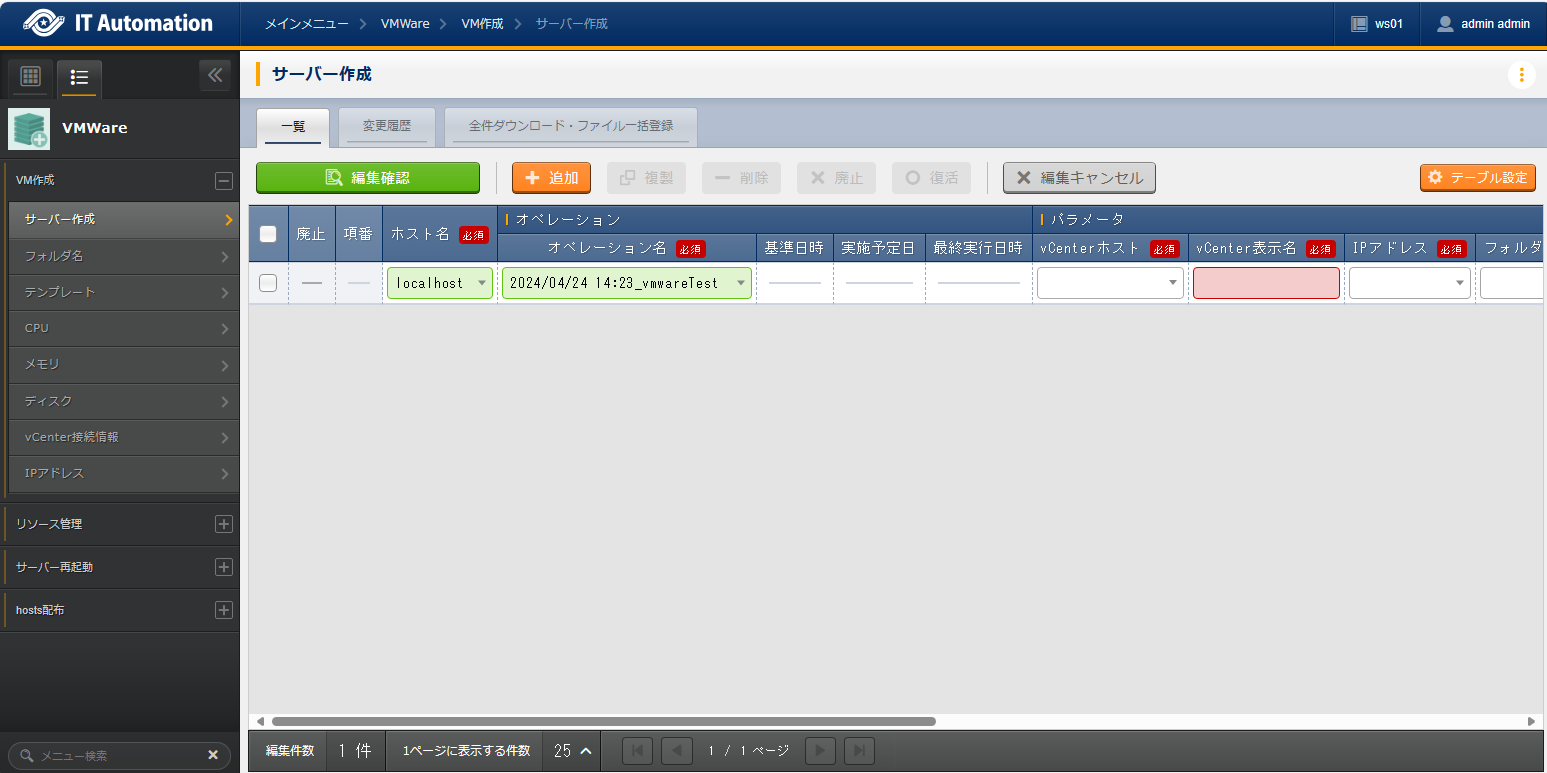 IT Automation
メインメニュー VMWare VM作成 サーバー作成
ws01
admin admin
VMWare
VM作成
サーバー作成
フォルダ名
テンプレート
CPU
メモリ
ディスク
vCenter接続情報
IPアドレス
リソース管理
サーバー再起動
hosts配布
メニュー検索
サーバー作成
一覧 変更履歴 全件ダウンロード・ファイル一括登録
編集確認 追加 複製 削除 廃止 復活 編集キャンセル テーブル設定
オペレーション パラメータ
廃止 項番 ホスト名 必須 オペレーション名 必須 基準日時 実施予定日 最終実行日時 vCenterホスト 必須 vCenter表示名 必須 IPアドレス 必須 フォルダ
localhost 2024/04/24 14:23_vmwareTest
編集件数 1 件 1ページに表示する件数 25 1 / 1 ページ